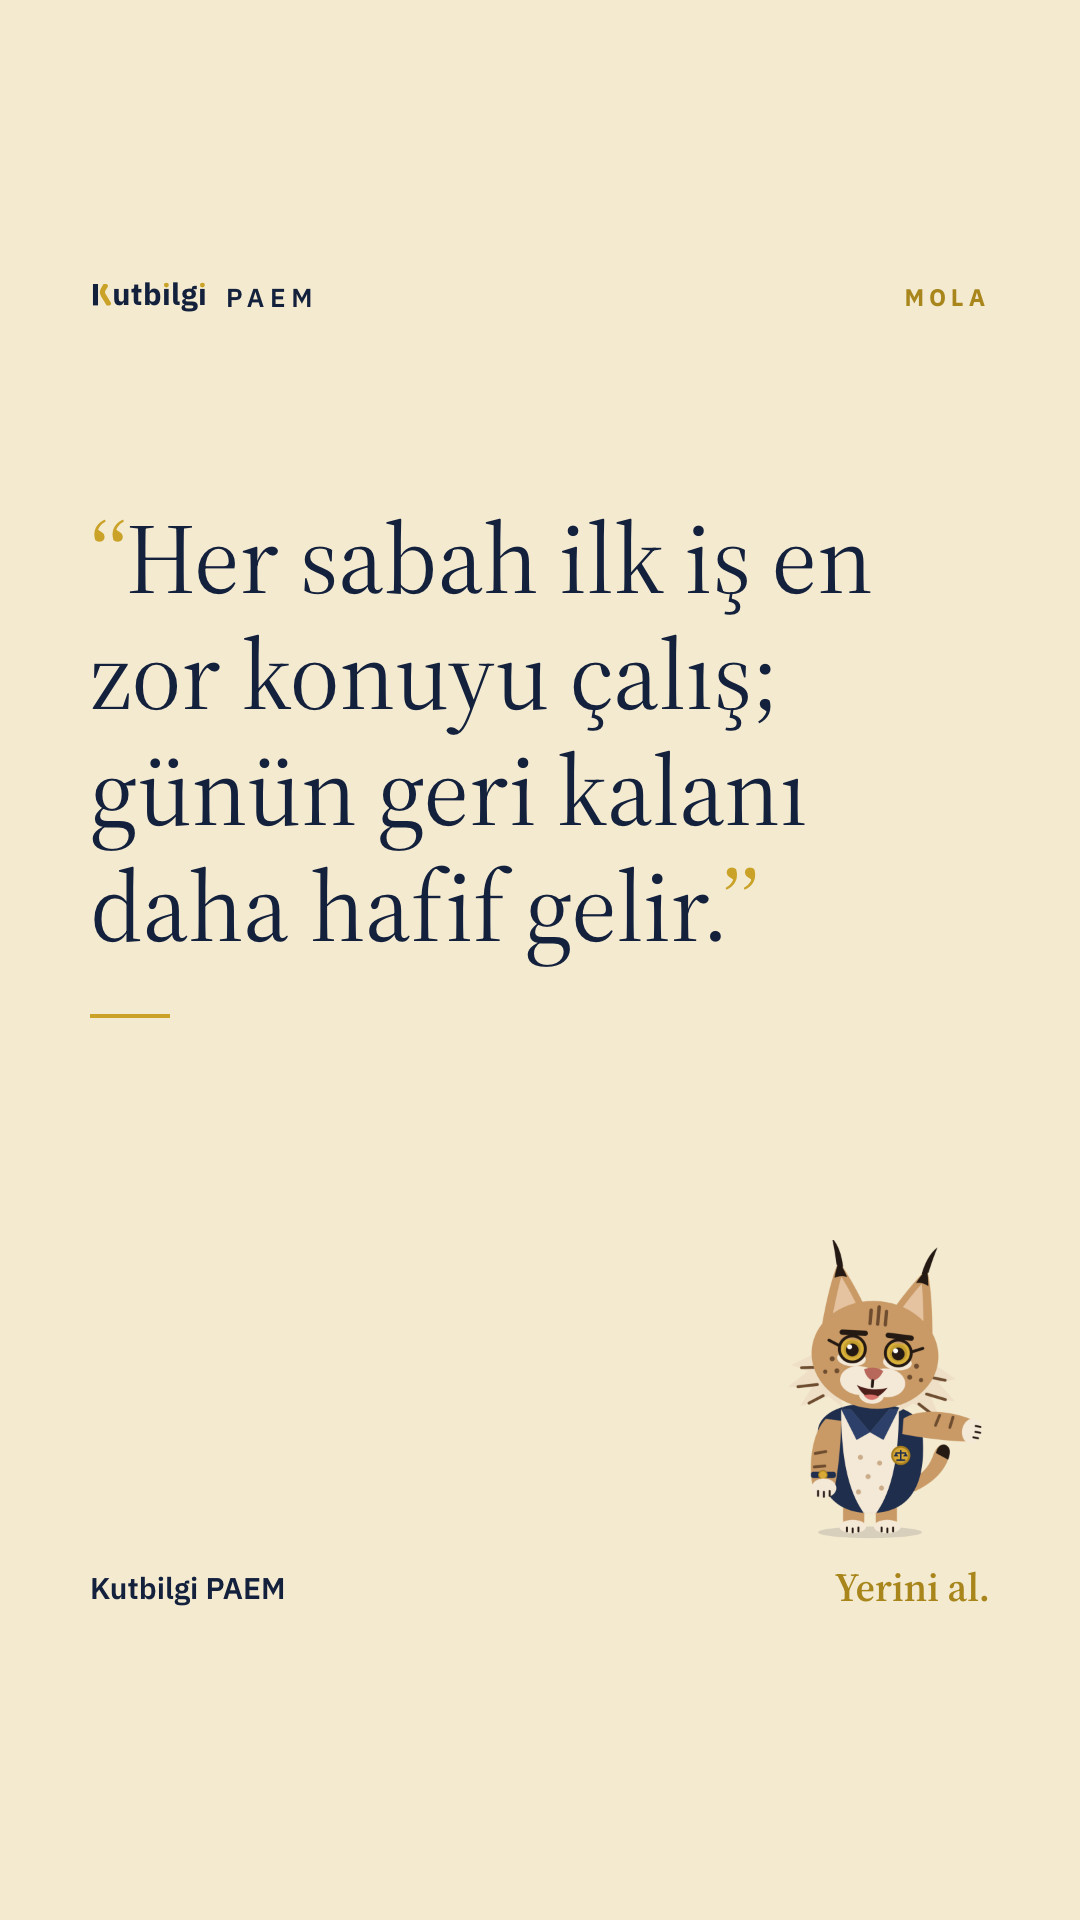 Kutbilgi PAEM
MOLA
“Her sabah ilk iş en
zor konuyu çalış;
günün geri kalanı
daha hafif gelir.”
Kutbilgi PAEM
Yerini al.